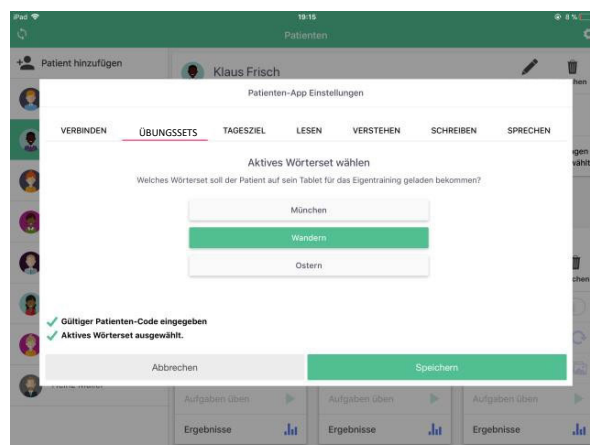 iPad 19:15 8 %
Patienten
Patient hinzufügen
Klaus Frisch
Patienten-App Einstellungen
VERBINDEN ÜBUNGSSETS TAGESZIEL LESEN VERSTEHEN SCHREIBEN SPRECHEN
Aktives Wörterset wählen
Welches Wörterset soll der Patient auf sein Tablet für das Eigentraining geladen bekommen?
München
Wandern
Ostern
Gültiger Patienten-Code eingegeben
Aktives Wörterset ausgewählt.
Abbrechen Speichern
Aufgaben üben Aufgaben üben Aufgaben üben
Ergebnisse Ergebnisse Ergebnisse